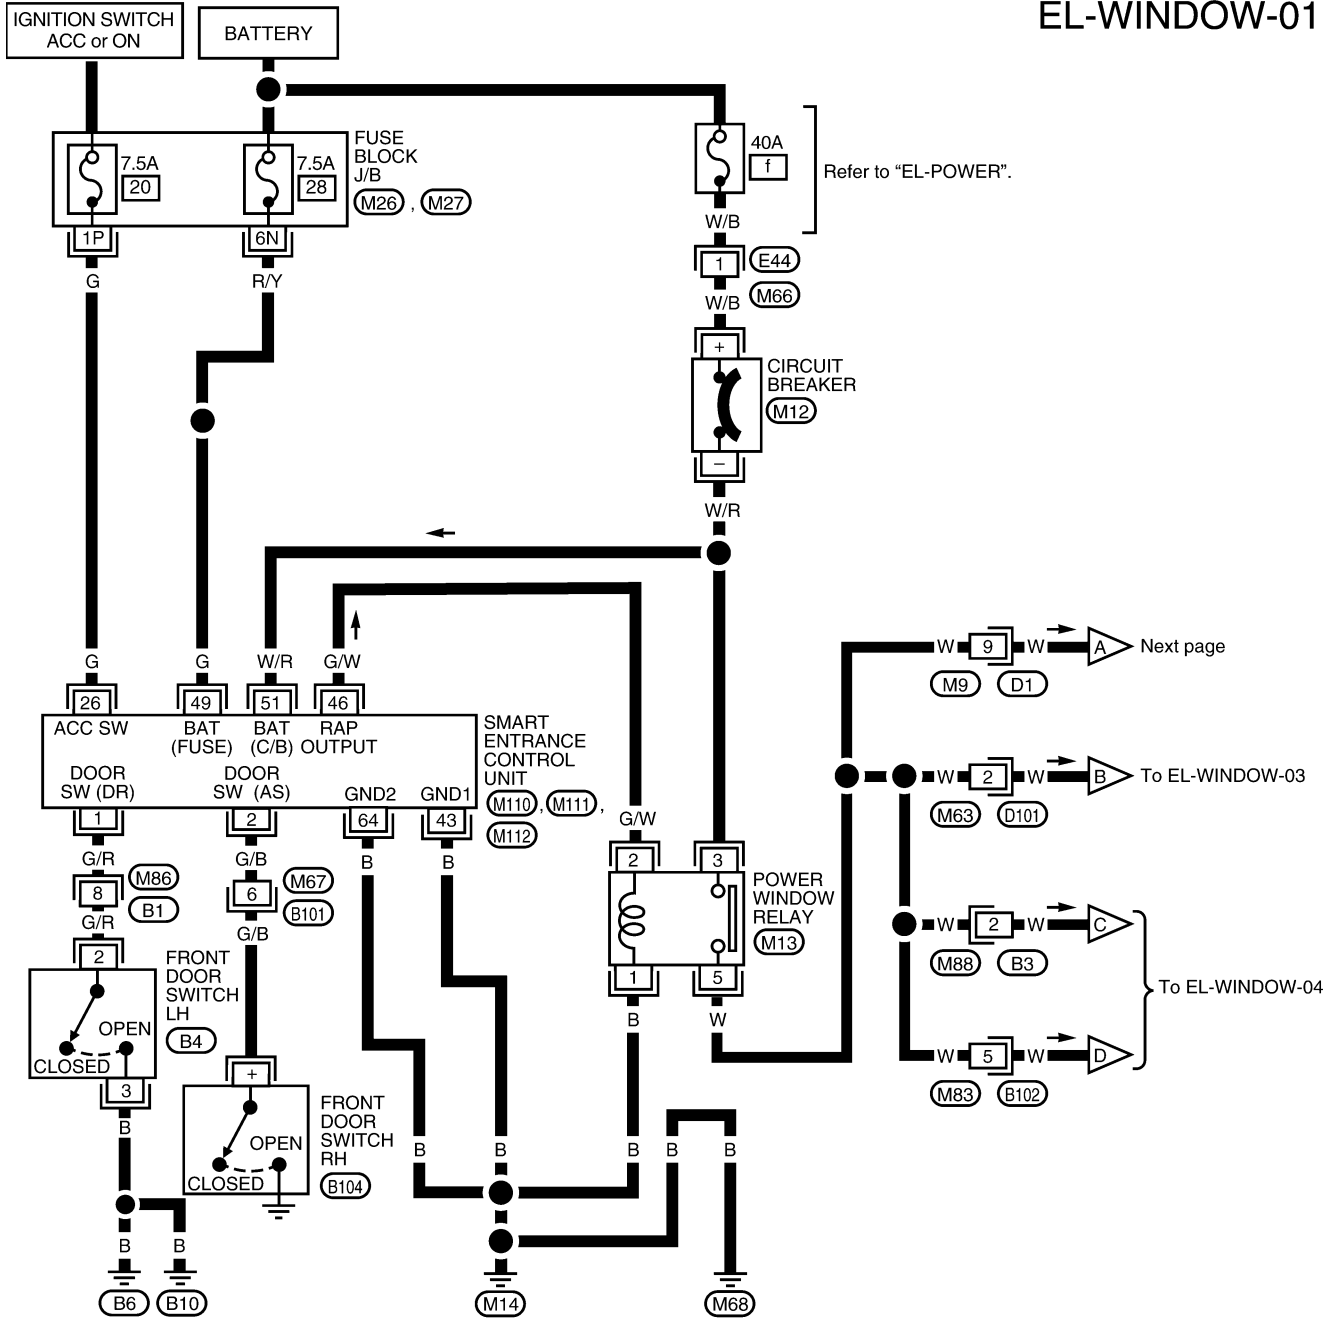 EL-WINDOW-01
IGNITION SWITCH
ACC or ON
BATTERY
7.5A
20
7.5A
28
FUSE
BLOCK
J/B
M26 , M27
40A
f
Refer to “EL-POWER”.
1P
6N
G
R/Y
W/B
1
E44
W/B
M66
+
CIRCUIT
BREAKER
M12
−
W/R
G
G
W/R
G/W
26
49
51
46
ACC SW
BAT
(FUSE)
BAT
(C/B)
RAP
OUTPUT
DOOR
SW (DR)
DOOR
SW (AS)
GND2
GND1
SMART
ENTRANCE
CONTROL
UNIT
M110 , M111 ,
M112
1
2
64
43
G/R
G/B
B
B
8
M86
B1
6
M67
B101
G/R
G/B
2
FRONT
DOOR
SWITCH
LH
B4
OPEN
CLOSED
3
B
+
FRONT
DOOR
SWITCH
RH
B104
OPEN
CLOSED
B
B
B6
B10
G/W
2
3
POWER
WINDOW
RELAY
M13
1
5
B
W
B
B
B
B
B
M14
M68
W
9
W
A
Next page
M9
D1
W
2
W
B
To EL-WINDOW-03
M63
D101
W
2
W
C
M88
B3
To EL-WINDOW-04
W
5
W
D
M83
B102